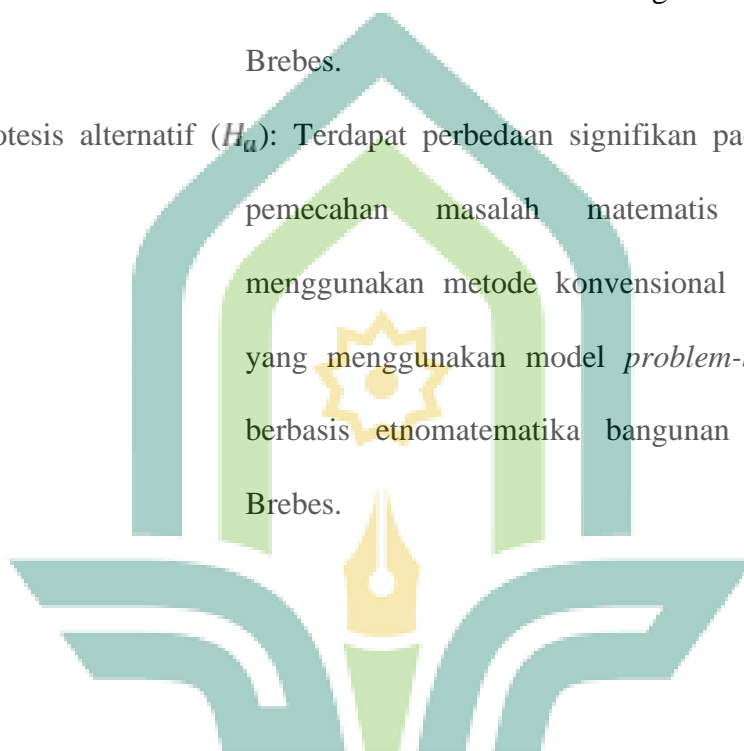 Brebes.
otesis alternatif (Hₐ): Terdapat perbedaan signifikan pa
pemecahan masalah matematis
menggunakan metode konvensional
yang menggunakan model problem-
berbasis etnomatematika bangunan
Brebes.